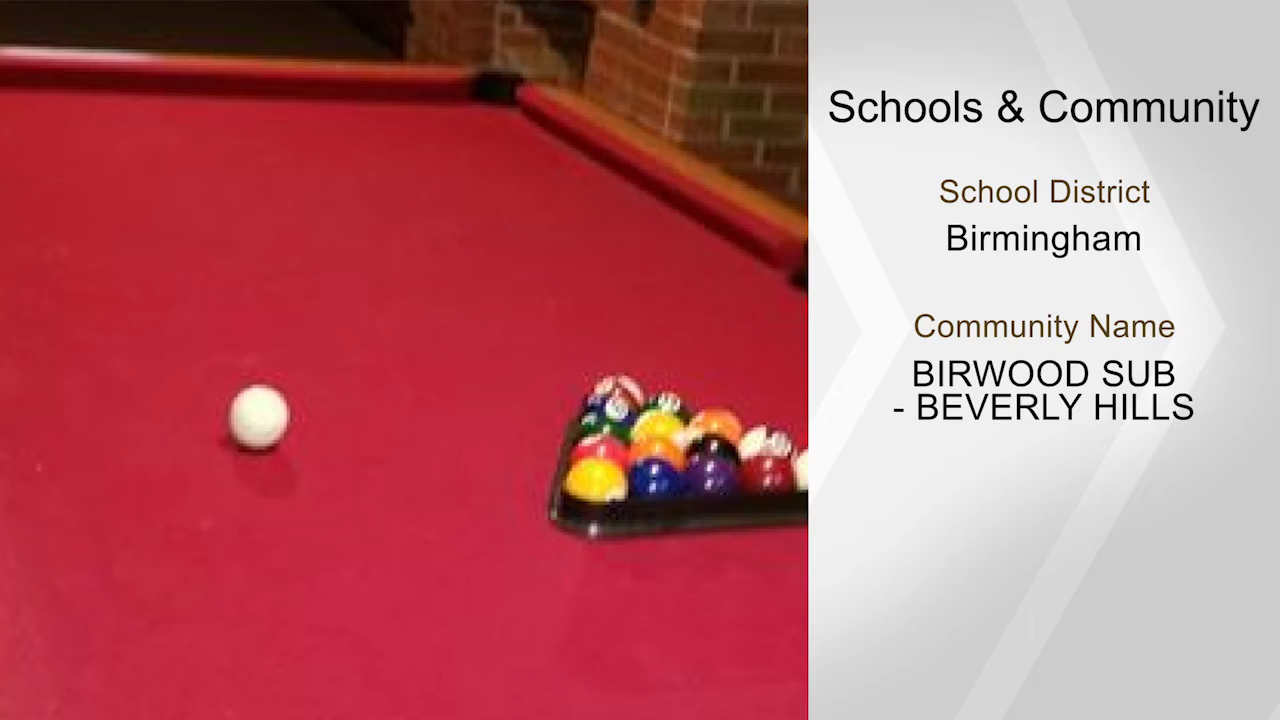 Schools & Community
School District
Birmingham
Community Name
BIRWOOD SUB
- BEVERLY HILLS